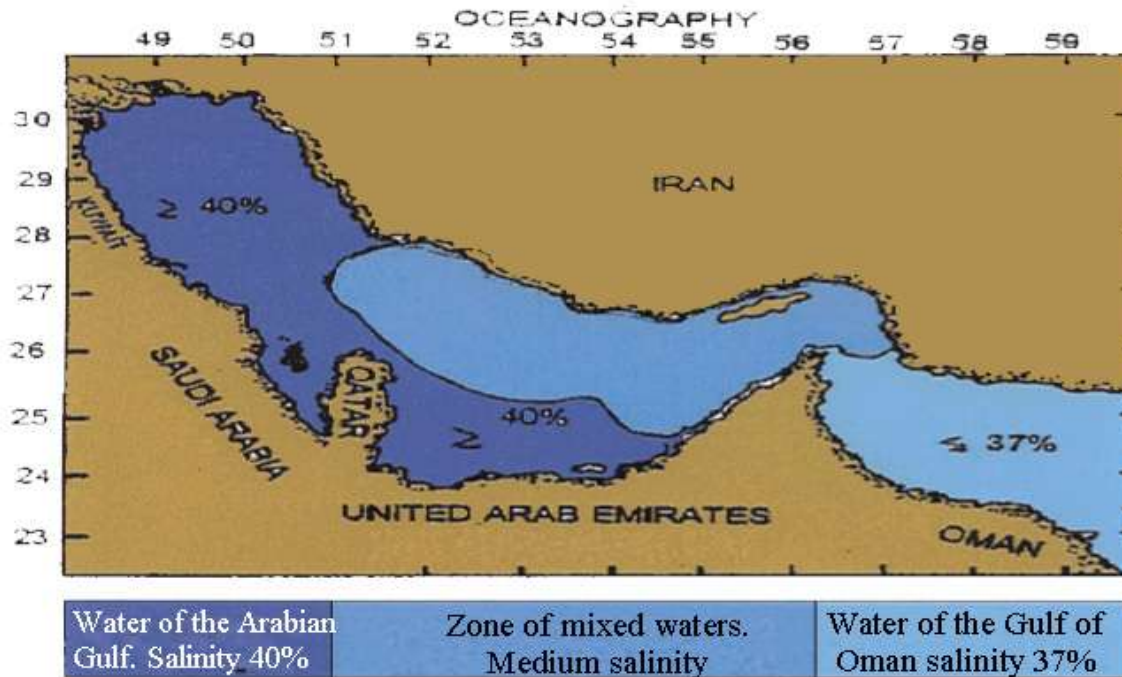 OCEANOGRAPHY
49 50 51 52 53 54 55 56 57 58 59
30
29
28
27
26
25
24
23
IRAN
≥ 40%
KUWAIT
SAUDI ARABIA
QATAR
40%
≥
≤ 37%
UNITED ARAB EMIRATES
OMAN
Water of the Arabian
Gulf. Salinity 40%
Zone of mixed waters.
Medium salinity
Water of the Gulf of
Oman salinity 37%